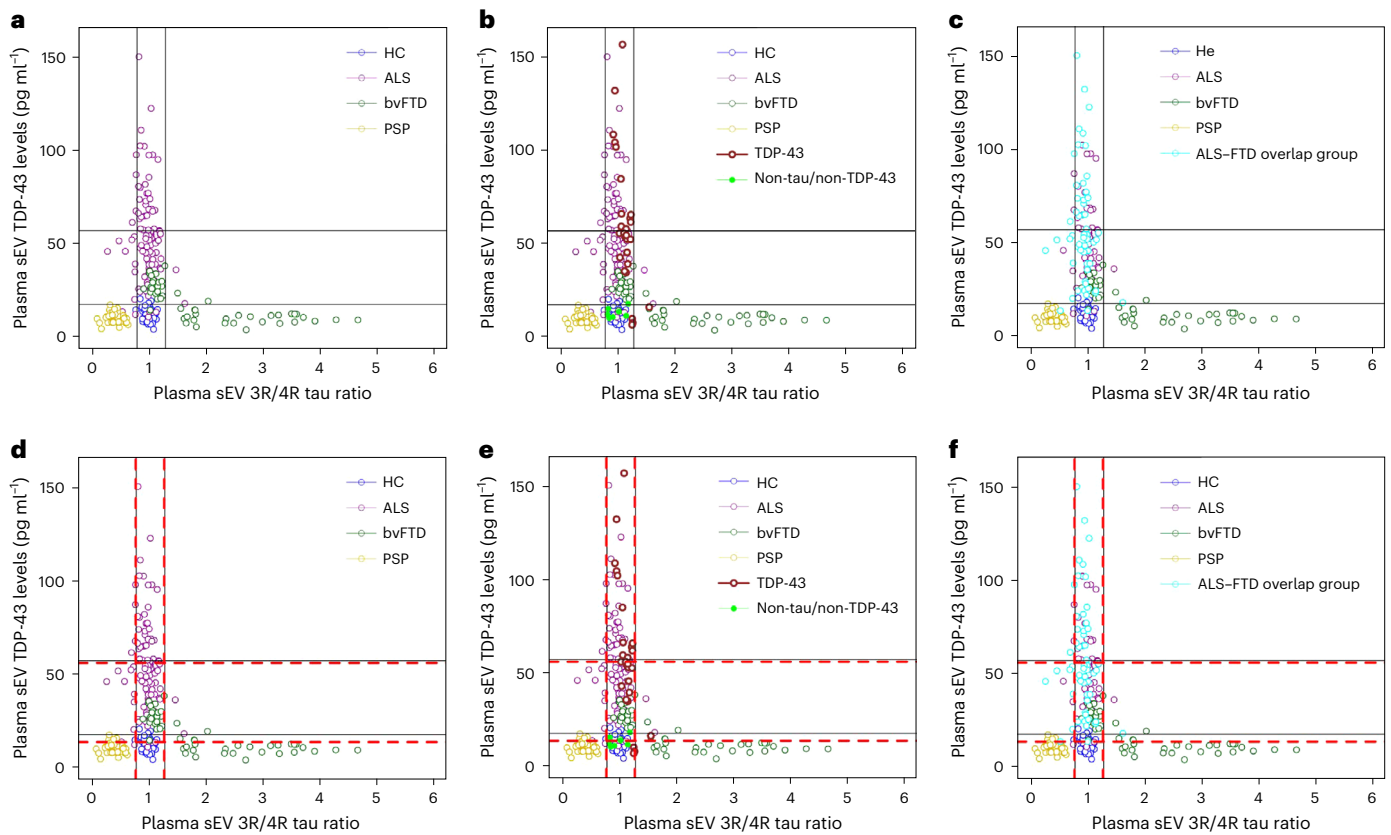 a
Plasma sEV TDP-43 levels (pg ml⁻¹)
150
100
50
0
HC
ALS
bvFTD
PSP
0 1 2 3 4 5 6
Plasma sEV 3R/4R tau ratio
b
Plasma sEV TDP-43 levels (pg ml⁻¹)
150
100
50
0
HC
ALS
bvFTD
PSP
TDP-43
Non-tau/non-TDP-43
0 1 2 3 4 5 6
Plasma sEV 3R/4R tau ratio
c
Plasma sEV TDP-43 levels (pg ml⁻¹)
150
100
50
0
He
ALS
bvFTD
PSP
ALS–FTD overlap group
0 1 2 3 4 5 6
Plasma sEV 3R/4R tau ratio
d
Plasma sEV TDP-43 levels (pg ml⁻¹)
150
100
50
0
HC
ALS
bvFTD
PSP
0 1 2 3 4 5 6
Plasma sEV 3R/4R tau ratio
e
Plasma sEV TDP-43 levels (pg ml⁻¹)
150
100
50
0
HC
ALS
bvFTD
PSP
TDP-43
Non-tau/non-TDP-43
0 1 2 3 4 5 6
Plasma sEV 3R/4R tau ratio
f
Plasma sEV TDP-43 levels (pg ml⁻¹)
150
100
50
0
HC
ALS
bvFTD
PSP
ALS–FTD overlap group
0 1 2 3 4 5 6
Plasma sEV 3R/4R tau ratio